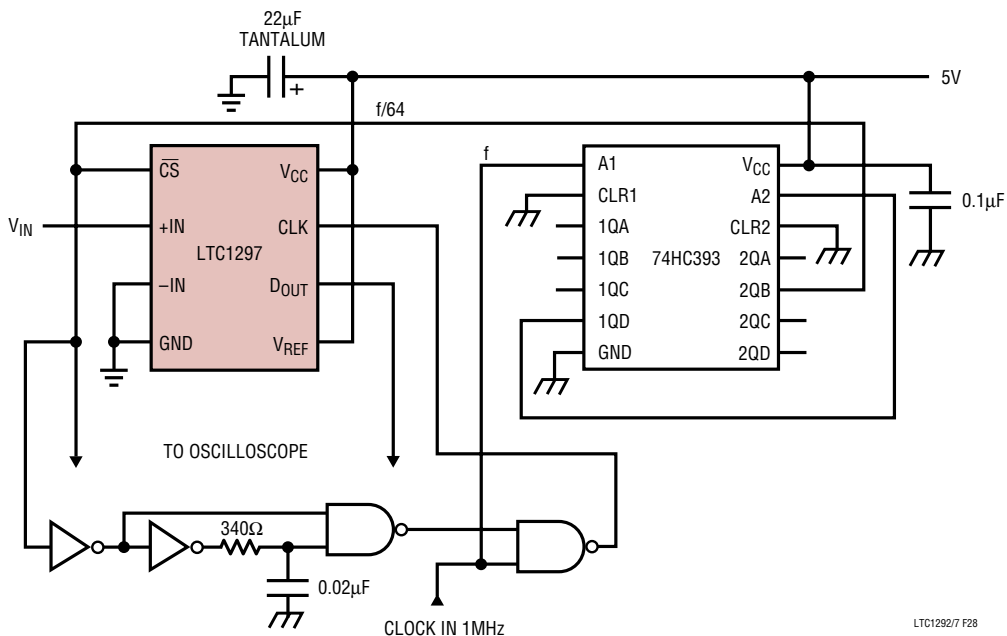 22µF
TANTALUM
+
5V
f/64
f
CS
+IN
–IN
GND
LTC1297
VCC
CLK
DOUT
VREF
VIN
A1
CLR1
1QA
1QB
1QC
1QD
GND
74HC393
VCC
A2
CLR2
2QA
2QB
2QC
2QD
0.1µF
TO OSCILLOSCOPE
340Ω
0.02µF
CLOCK IN 1MHz
LTC1292/7 F28